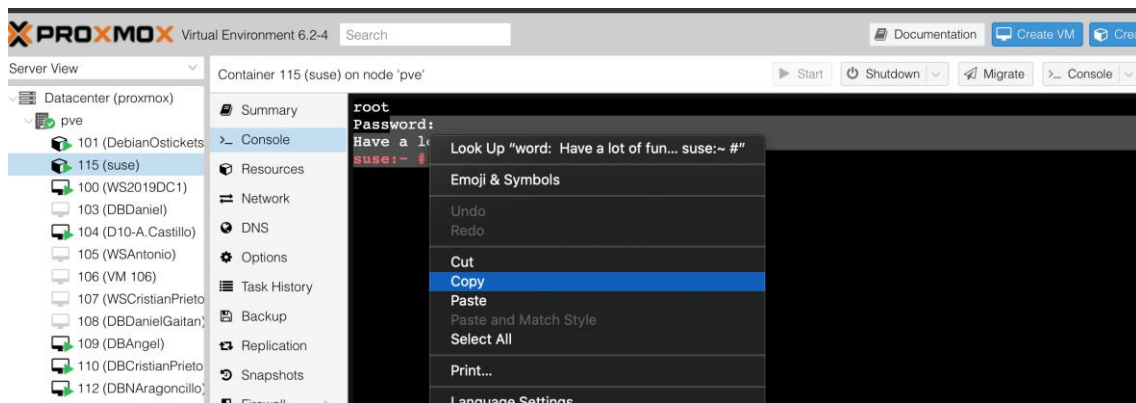 PROXMOX Virtual Environment 6.2-4 Search Documentation Create VM
Server View
Container 115 (suse) on node 'pve' Start Shutdown Migrate >_ Console
Datacenter (proxmox)
pve
101 (DebianOstickets
115 (suse)
100 (WS2019DC1)
103 (DBDaniel)
104 (D10-A.Castillo)
105 (WSAntonio)
106 (VM 106)
107 (WSCristianPrieto
108 (DBDanielGaitan)
109 (DBAngel)
110 (DBCristianPrieto
112 (DBNAragoncillo)
Summary
>_ Console
Resources
Network
DNS
Options
Task History
Backup
Replication
Snapshots
Firewall
root
Password:
Have a lo
suse:~ #
Look Up “word: Have a lot of fun... suse:~ #”
Emoji & Symbols
Undo
Redo
Cut
Copy
Paste
Paste and Match Style
Select All
Print...
Language Settings